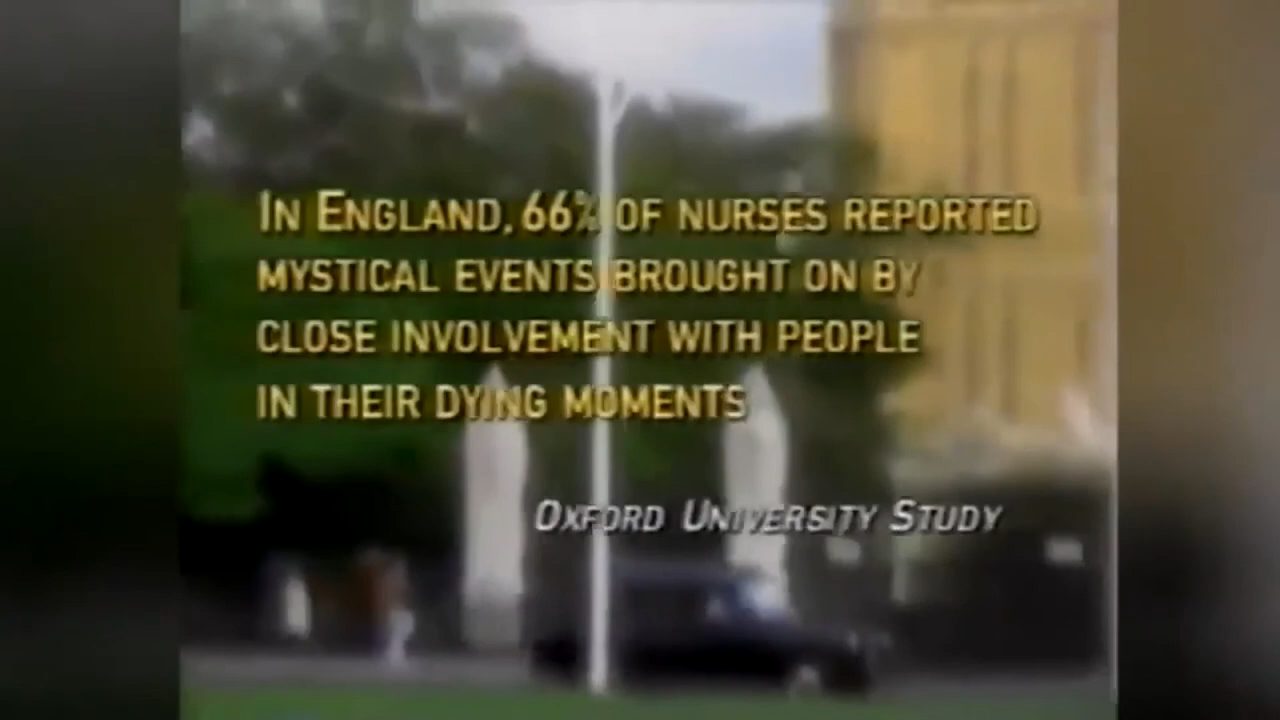 IN ENGLAND, 66% OF NURSES REPORTED
MYSTICAL EVENTS BROUGHT ON BY
CLOSE INVOLVEMENT WITH PEOPLE
IN THEIR DYING MOMENTS
OXFORD UNIVERSITY STUDY